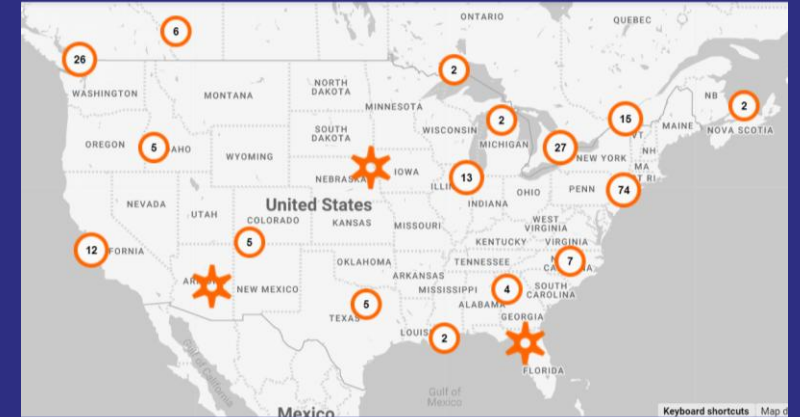 ONTARIO
QUEBEC
6
26
2
WASHINGTON
NORTH
DAKOTA
MONTANA
MINNESOTA
NB
2
15
2
MAINE
NOVA SCOTIA
VT
SOUTH
DAKOTA
WISCONSIN
MICHIGAN
OREGON
5
AHO
27
NEW YORK
NH
MA
WYOMING
NEBRASKA
IOWA
ILLI
13
OHIO
PENN
74
T RI
INDIANA
NEVADA
UTAH
United States
COLORADO
KANSAS
MISSOURI
WEST
VIRGINIA
KENTUCKY
VIRGINIA
12
FORNIA
5
OKLAHOMA
TENNESSEE
7
ARKANSAS
NEW MEXICO
MISSISSIPPI
4
SOUTH
CAROLINA
ALABAMA
GEORGIA
5
TEXAS
LOUIS
2
FLORIDA
Gulf of
California
Gulf of
Mexico
Mexico
Keyboard shortcuts
Map d